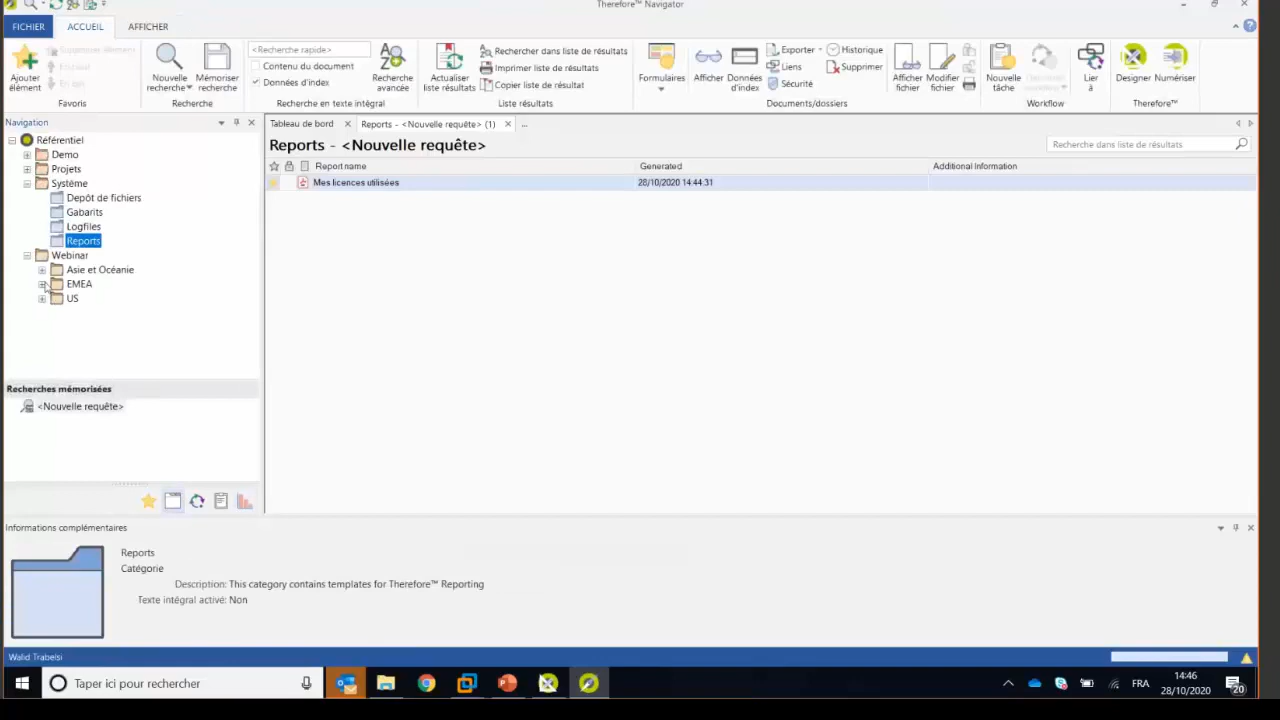 Therefore™ Navigator
FICHIER
ACCUEIL
AFFICHER
Ajouter
élément
Supprimer élément
Favoris
Nouvelle
recherche
Mémoriser
recherche
Recherche
<Recherche rapide>
Contenu du document
Données d'index
Recherche
avancée
Recherche en texte intégral
Actualiser
liste résultats
Rechercher dans liste de résultats
Imprimer liste de résultats
Copier liste de résultat
Liste résultats
Formulaires
Afficher
Données
d'index
Exporter
Liens
Sécurité
Historique
Supprimer
Documents/dossiers
Afficher
fichier
Modifier
fichier
Nouvelle
tâche
Workflow
Lier
à
Designer
Numériser
Therefore™
Navigation
Référentiel
Demo
Projets
Système
Depôt de fichiers
Gabarits
Logfiles
Reports
Webinar
Asie et Océanie
EMEA
US
Recherches mémorisées
<Nouvelle requête>
Tableau de bord
Reports - <Nouvelle requête> (1)
...
Reports - <Nouvelle requête>
Recherche dans liste de résultats
Report name
Generated
Additional Information
Mes licences utilisées
28/10/2020 14:44:31
Informations complémentaires
Reports
Catégorie
Description: This category contains templates for Therefore™ Reporting
Texte intégral activé: Non
Walid Trabelsi
Taper ici pour rechercher
FRA
14:46
28/10/2020
20